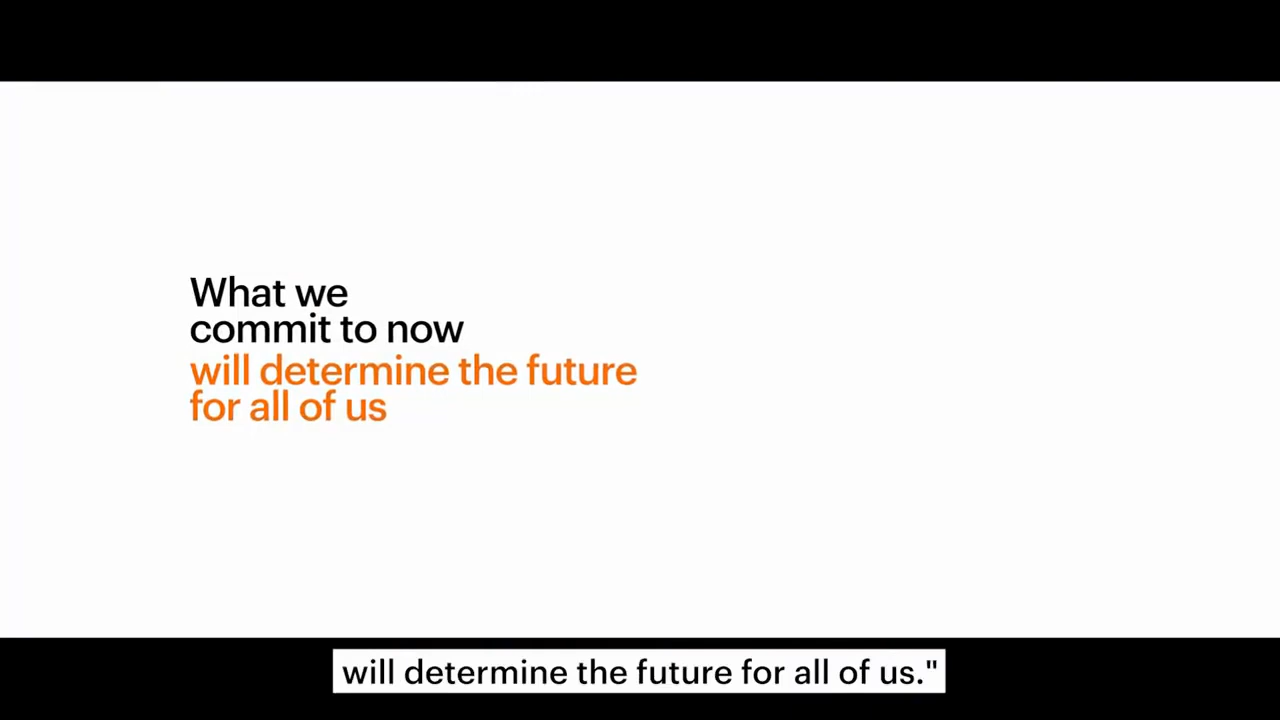 What we
commit to now
will determine the future
for all of us
will determine the future for all of us."